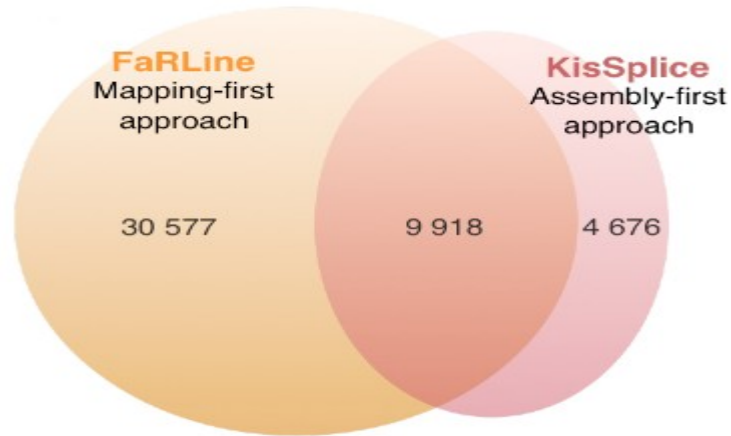 FaRLine
Mapping-first
approach
KisSplice
Assembly-first
approach
30 577
9 918
4 676